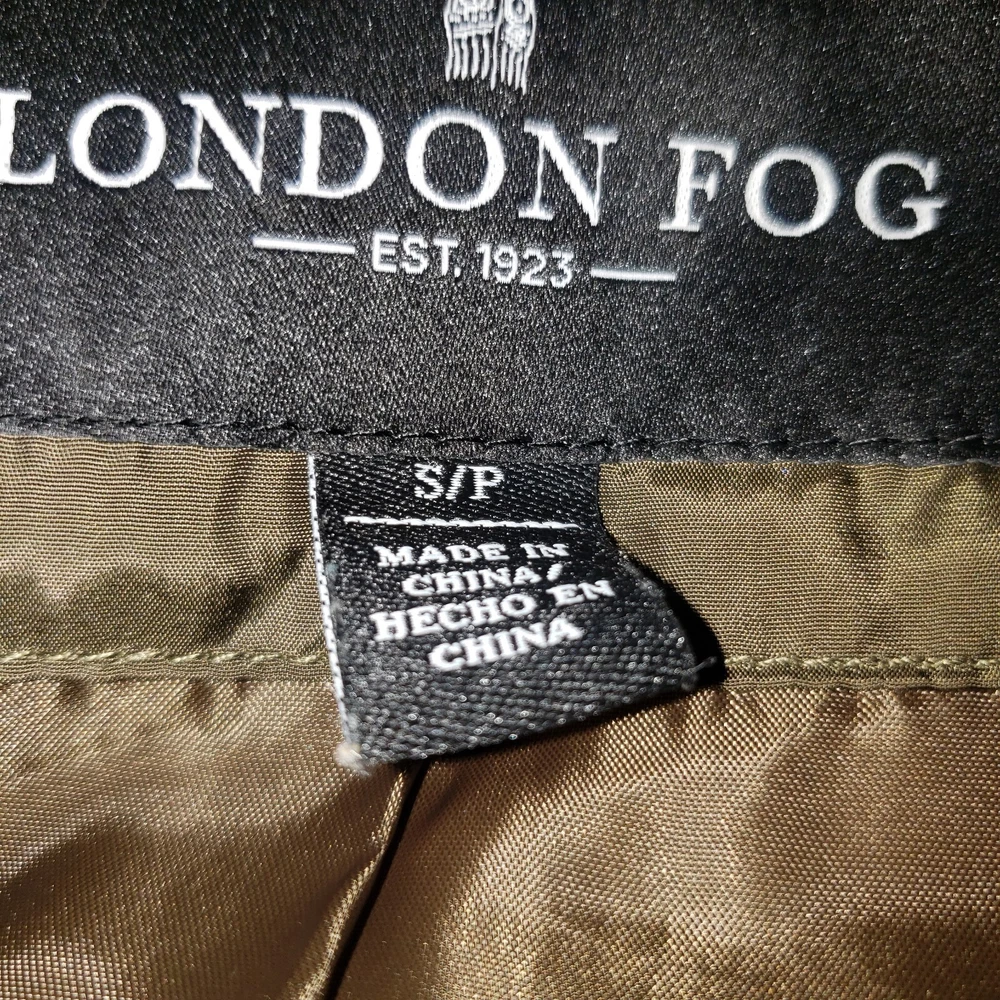 LONDON FOG
EST. 1923
S/P
MADE IN
CHINA/
HECHO EN
CHINA